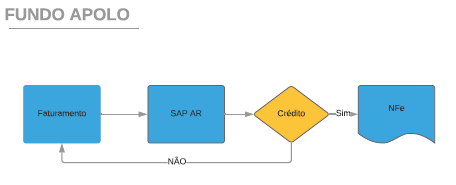 FUNDO APOLO
Faturamento
SAP AR
Crédito
Sim
NFe
NÃO